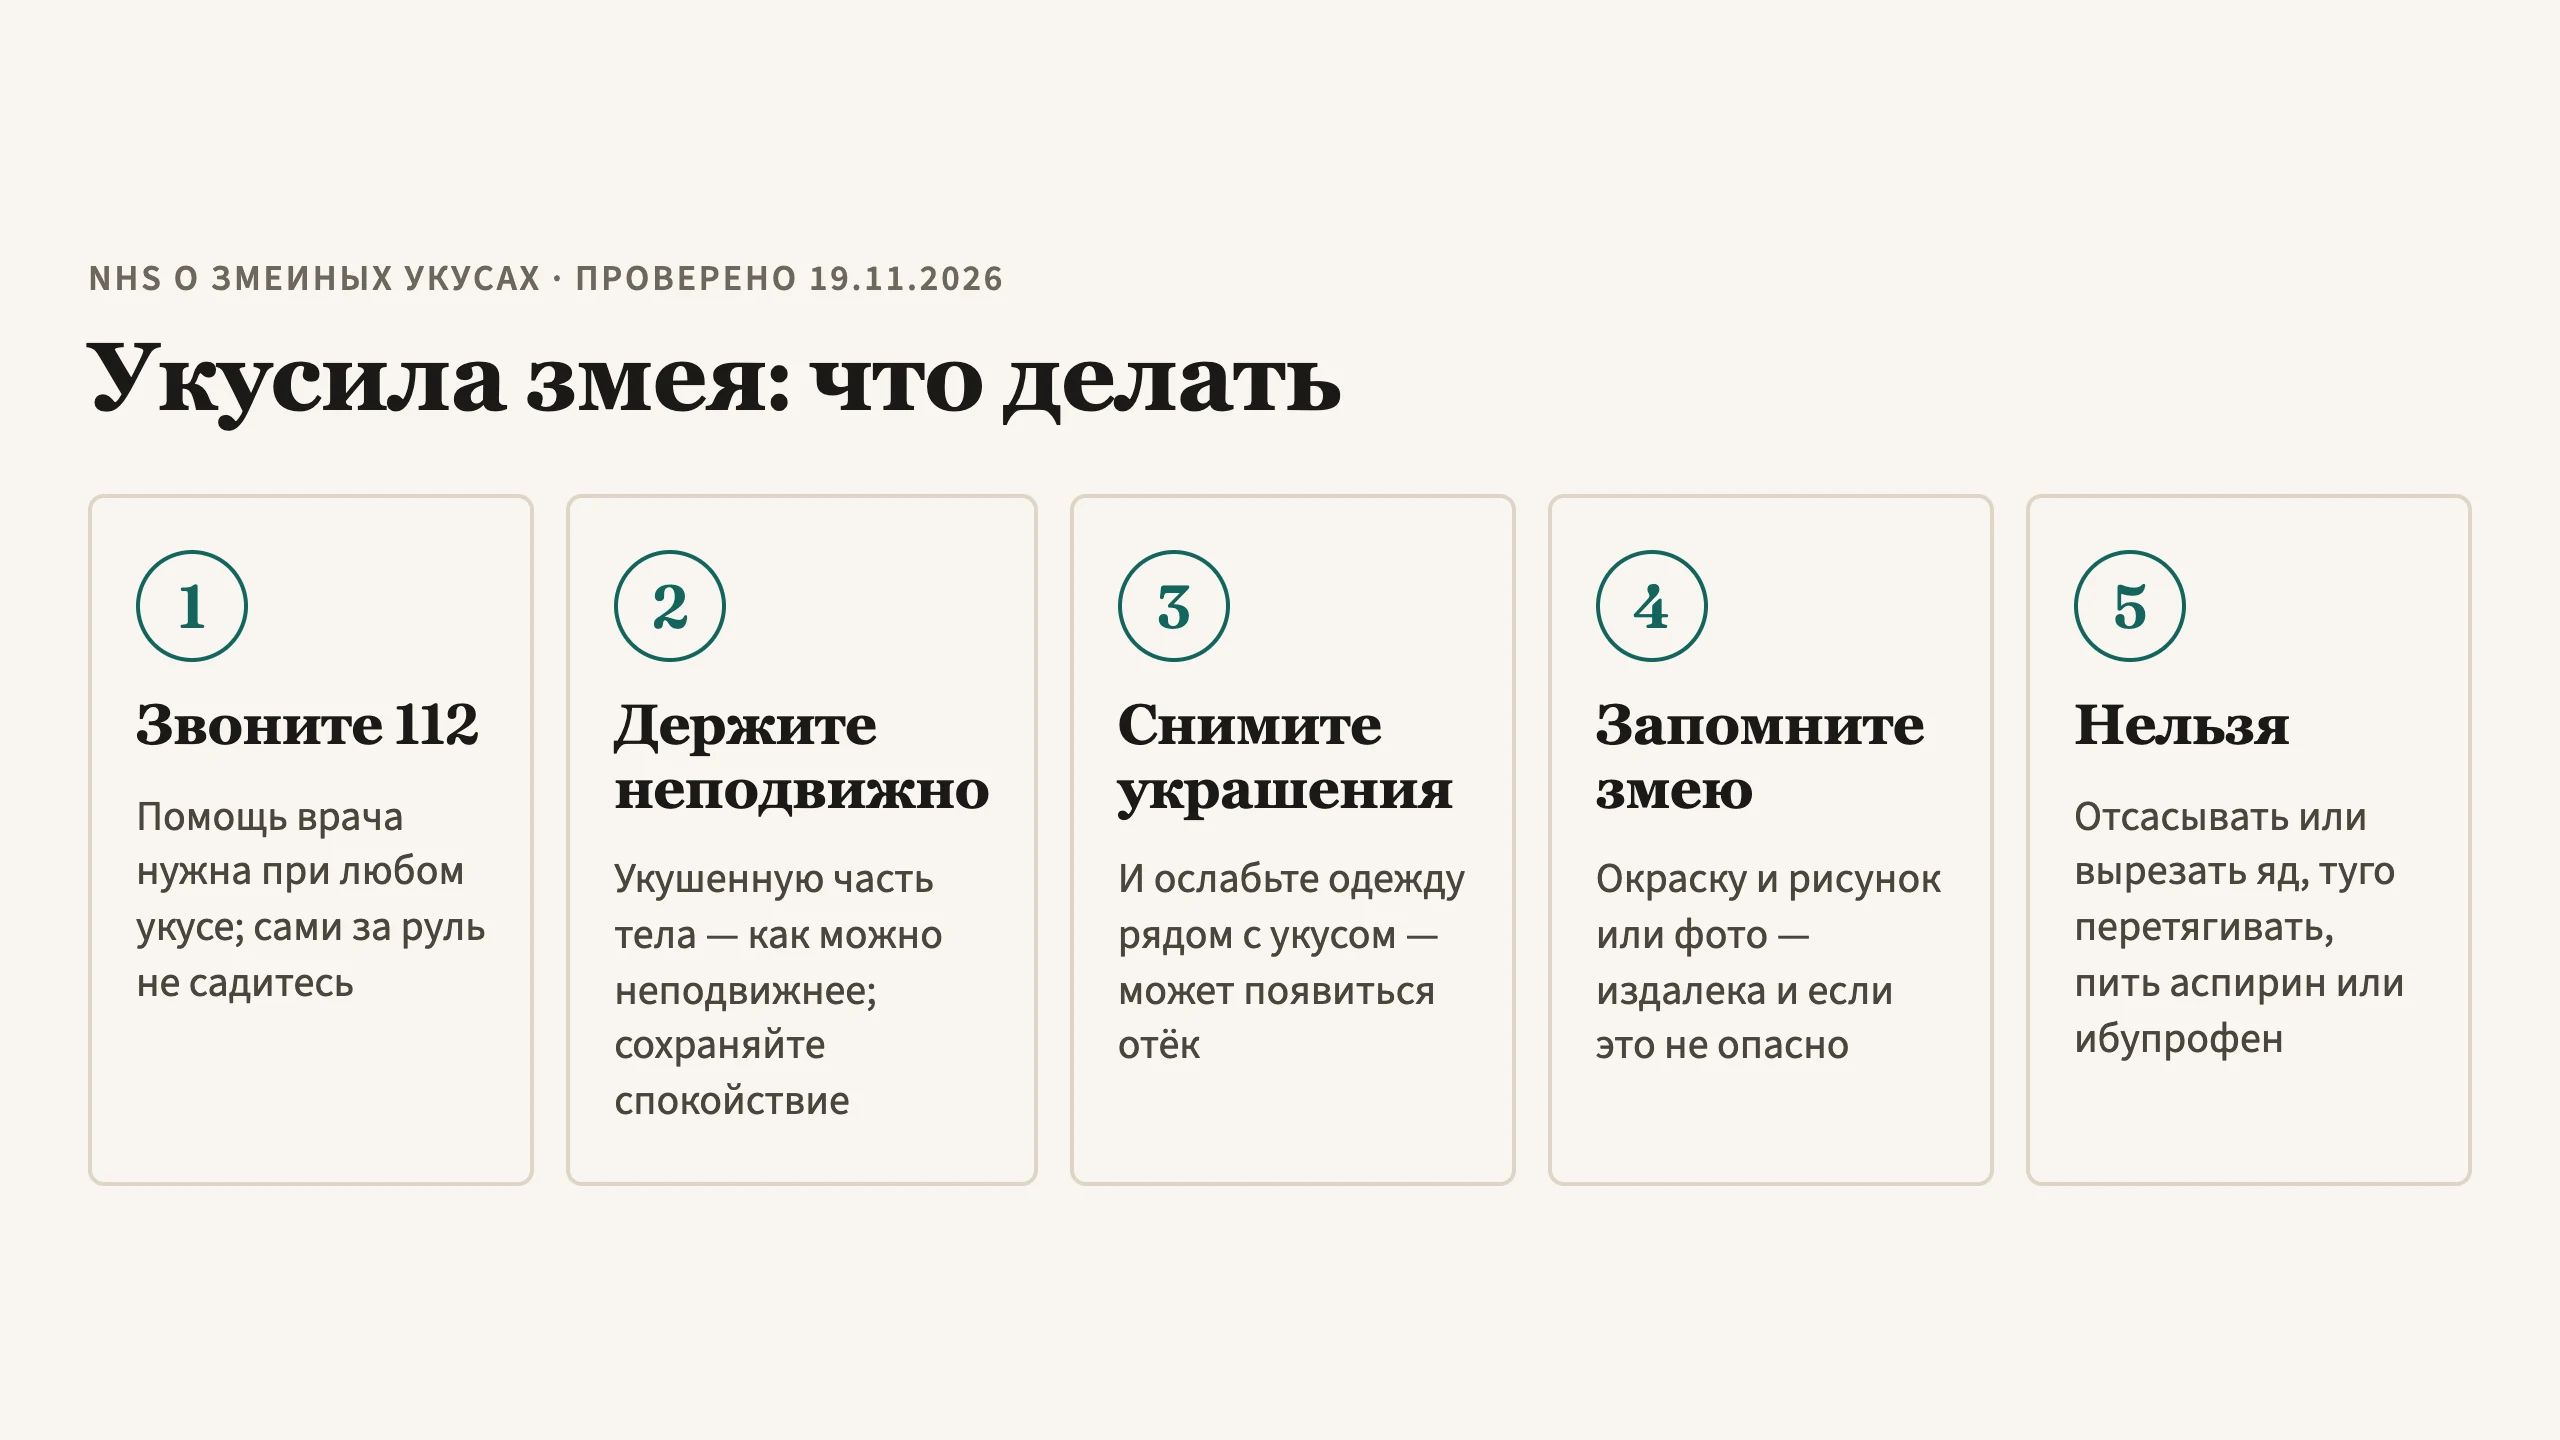 NHS О ЗМЕИНЫХ УКУСАХ · ПРОВЕРЕНО 19.11.2026
Укусила змея: что делать
1
Звоните 112
Помощь врача
нужна при любом
укусе; сами за руль
не садитесь
2
Держите
неподвижно
Укушенную часть
тела — как можно
неподвижнее;
сохраняйте
спокойствие
3
Снимите
украшения
И ослабьте одежду
рядом с укусом —
может появиться
отёк
4
Запомните
змею
Окраску и рисунок
или фото —
издалека и если
это не опасно
5
Нельзя
Отсасывать или
вырезать яд, туго
перетягивать,
пить аспирин или
ибупрофен